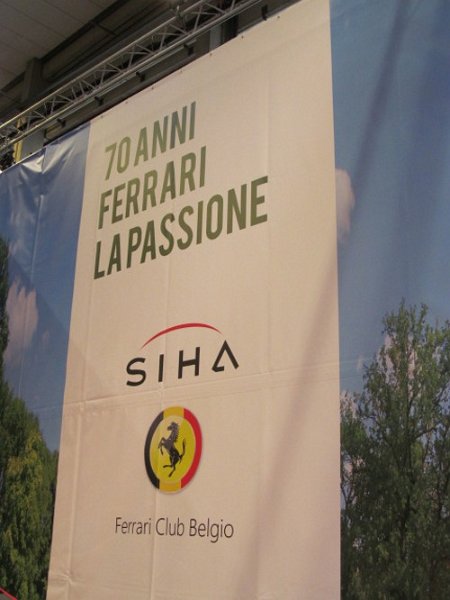 70 ANNI
FERRARI
LA PASSIONE
SIHA
Ferrari Club Belgio